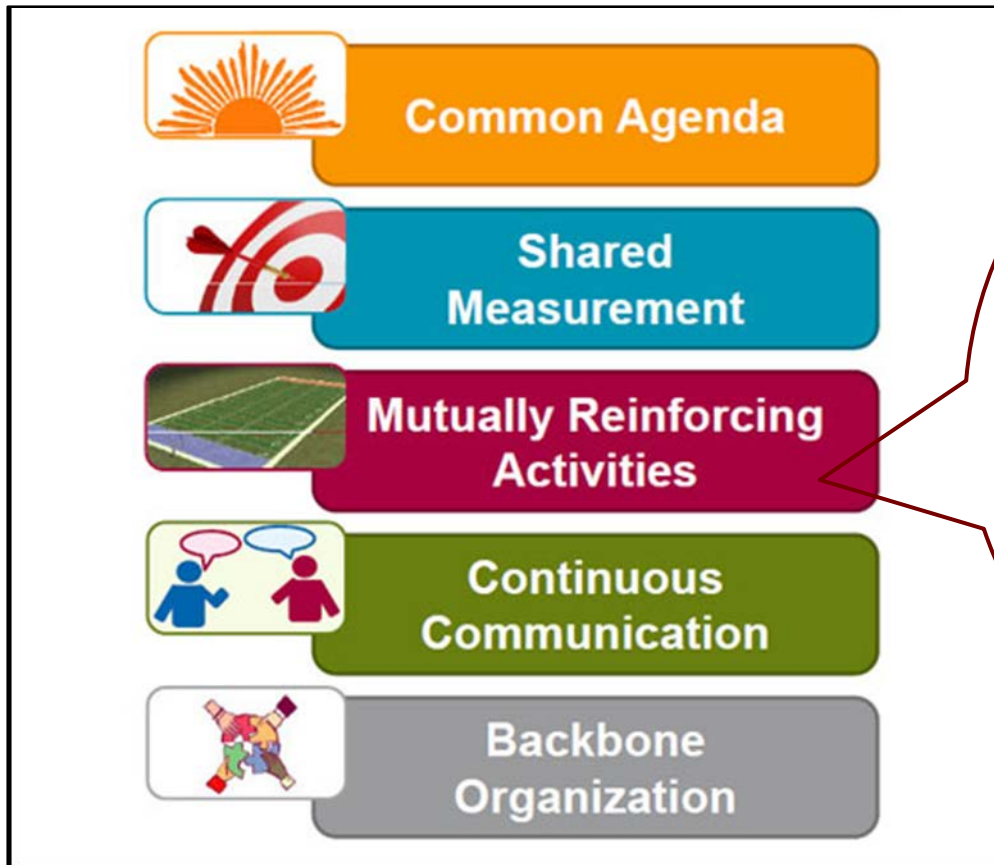 Common Agenda
Shared
Measurement
Mutually Reinforcing
Activities
Continuous
Communication
Backbone
Organization